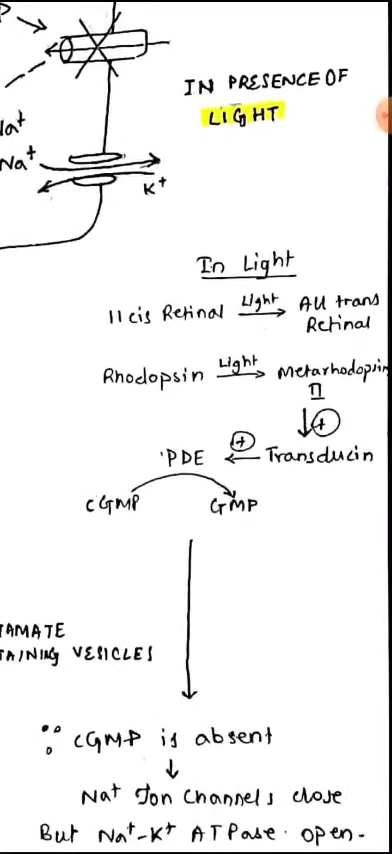 P
IN PRESENCE OF
LIGHT
Na+
Na+
K+
In Light
11 cis Retinal Light → All trans
Retinal
Rhodopsin Light → Metarhodopsin
II
↓ +
+
'PDE ← Transducin
cGMP GMP
TAMATE
TAINING VESICLES
∵ cGMP is absent
↓
Na+ Ion Channels close
But Na+-K+ ATPase. open-